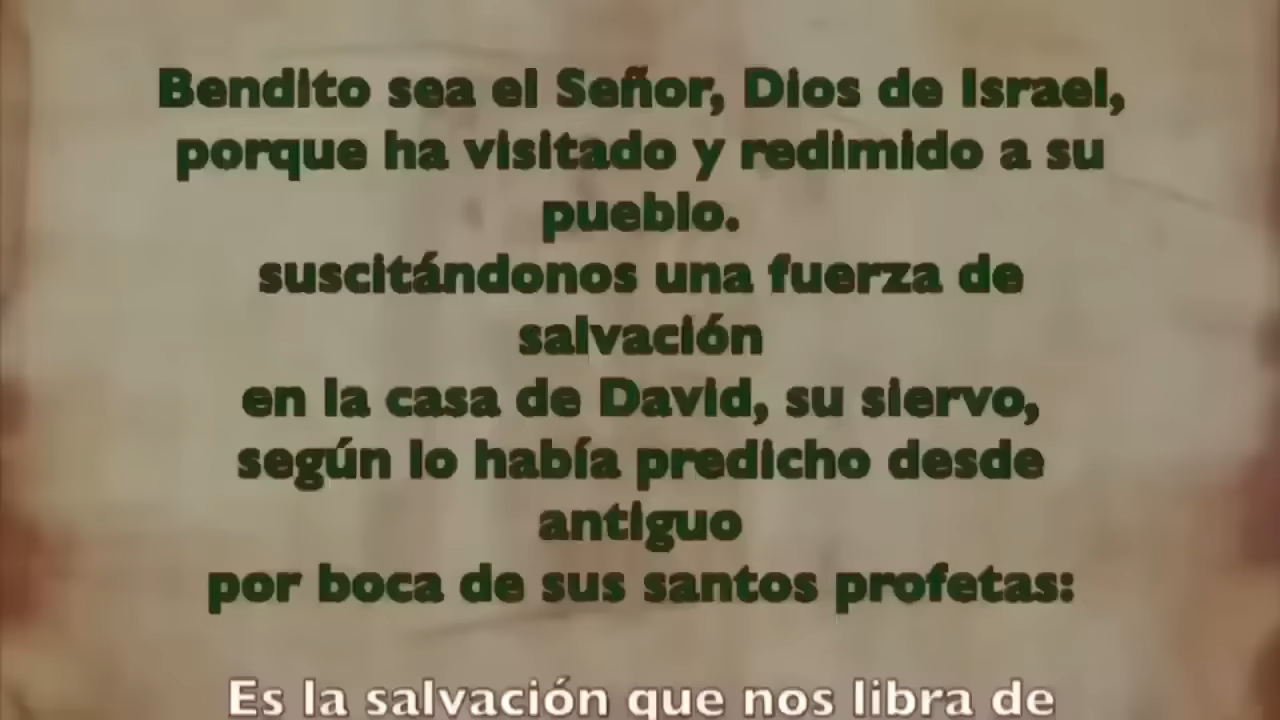 Bendito sea el Señor, Dios de Israel,
porque ha visitado y redimido a su
pueblo.
suscitándonos una fuerza de
salvación
en la casa de David, su siervo,
según lo había predicho desde
antiguo
por boca de sus santos profetas:
Es la salvación que nos libra de